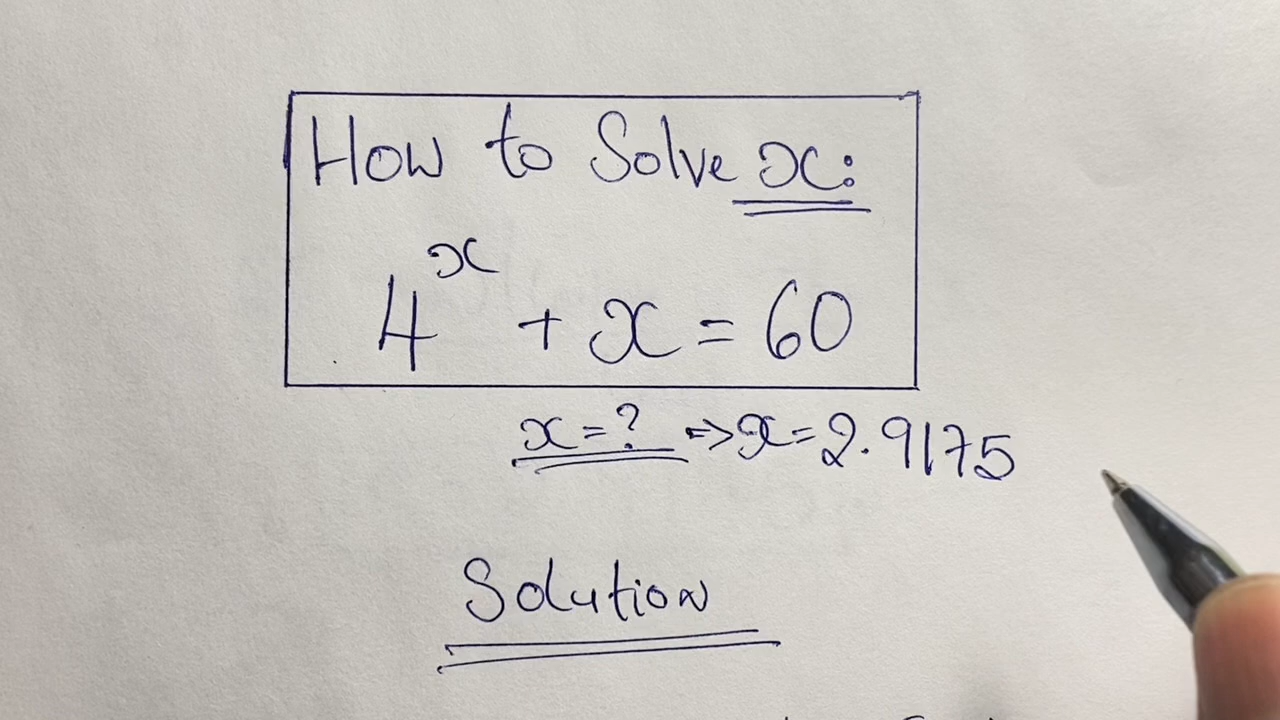 How to Solve x:
4^x + x = 60
x = ? => x = 2.9175
Solution